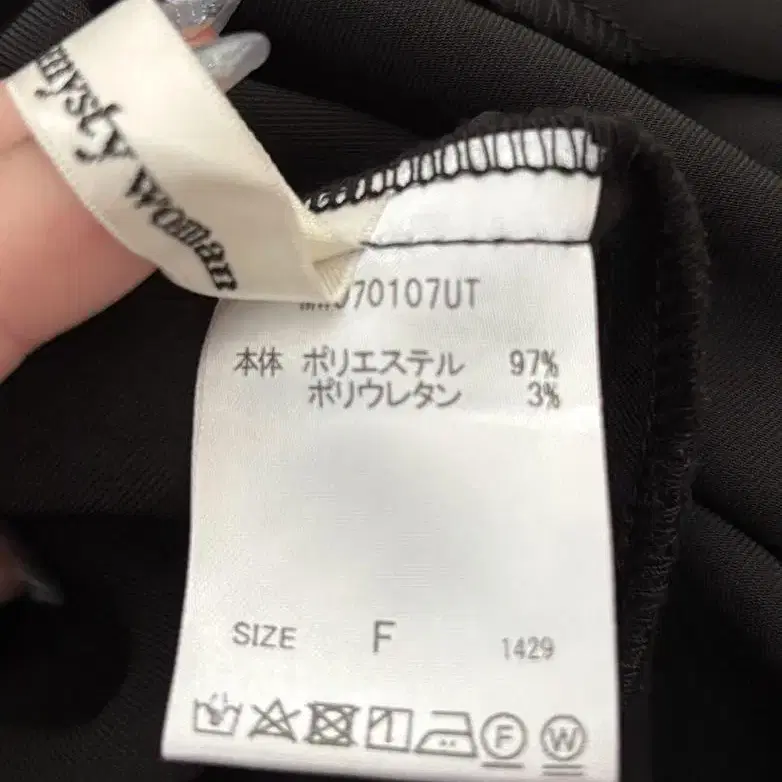 mysty woman
070107UT
本体 ポリエステル 97%
ポリウレタン 3%
SIZE F 1429
F W